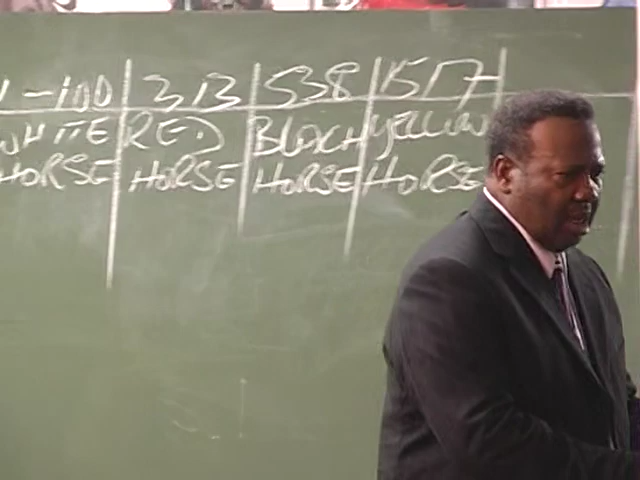 1-100 313 538 1517
WHITE RED BLACK YELLOW
HORSE HORSE HORSE HORSE